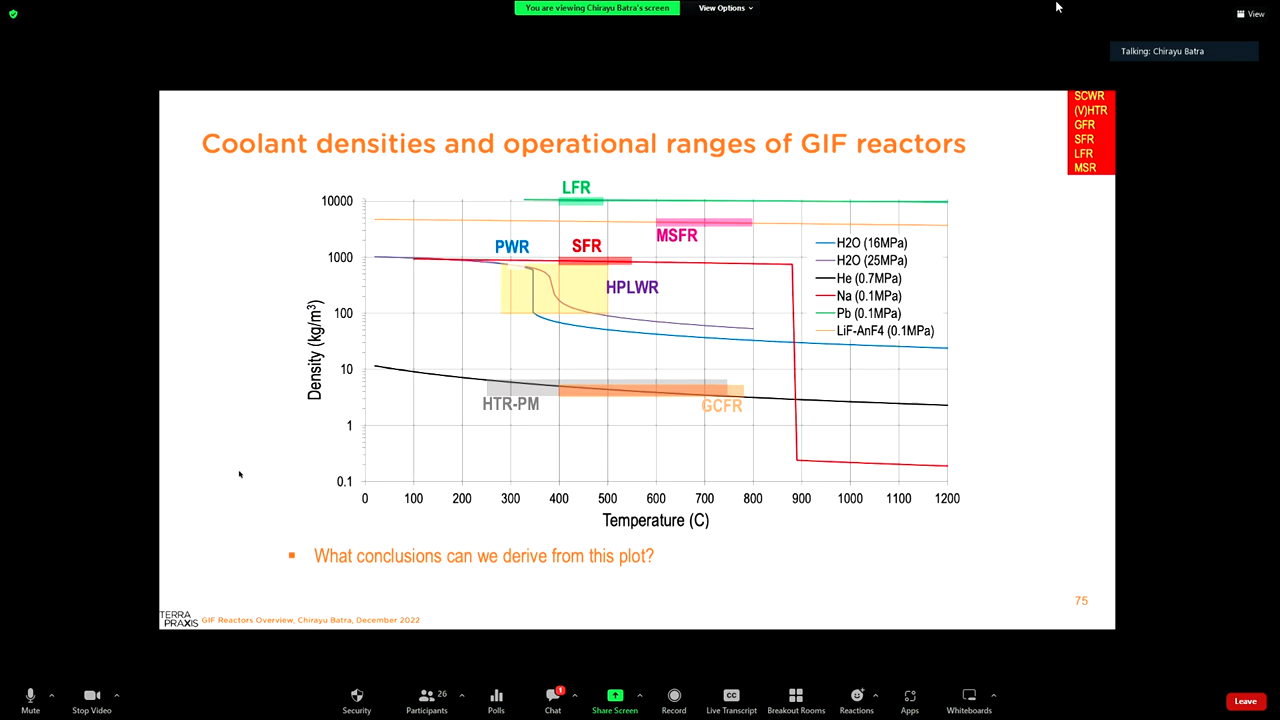 You are viewing Chirayu Batra's screen
View Options
View
Talking: Chirayu Batra
SCWR
(V)HTR
GFR
SFR
LFR
MSR
Coolant densities and operational ranges of GIF reactors
LFR
MSFR
PWR
SFR
HPLWR
HTR-PM
GCFR
H2O (16MPa)
H2O (25MPa)
He (0.7MPa)
Na (0.1MPa)
Pb (0.1MPa)
LiF-AnF4 (0.1MPa)
Density (kg/m³)
10000
1000
100
10
1
0.1
0 100 200 300 400 500 600 700 800 900 1000 1100 1200
Temperature (C)
What conclusions can we derive from this plot?
75
TERRA
PRAXIS
GIF Reactors Overview, Chirayu Batra, December 2022
Mute
Stop Video
Security
Participants
26
Polls
Chat
1
Share Screen
Record
CC
Live Transcript
Breakout Rooms
Reactions
Apps
Whiteboards
Leave